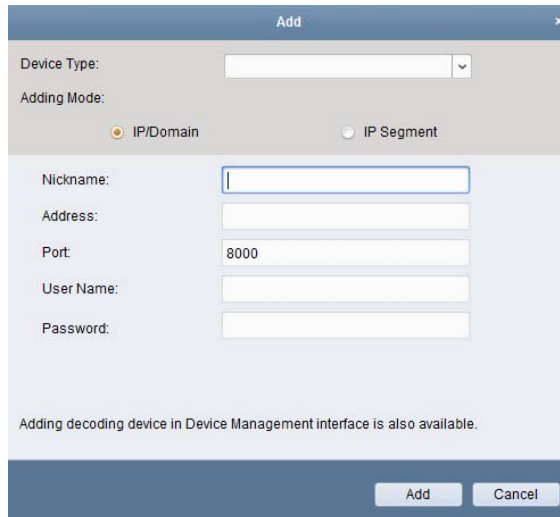 Add
Device Type:
Adding Mode:
IP/Domain IP Segment
Nickname:
Address:
Port: 8000
User Name:
Password:
Adding decoding device in Device Management interface is also available.
Add Cancel